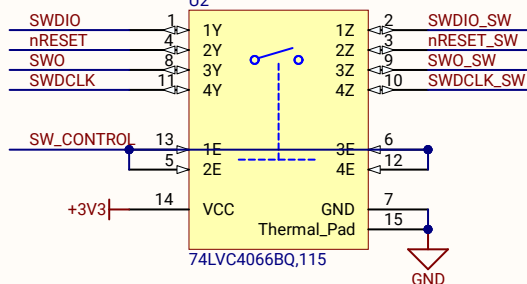 U2
SWDIO 1 1Y 1Z 2 SWDIO_SW
nRESET 4 2Y 2Z 3 nRESET_SW
SWO 8 3Y 3Z 9 SWO_SW
SWDCLK 11 4Y 4Z 10 SWDCLK_SW
SW_CONTROL 13 1E 3E 6
5 2E 4E 12
+3V3 14 VCC GND 7
Thermal_Pad 15
74LVC4066BQ,115
GND